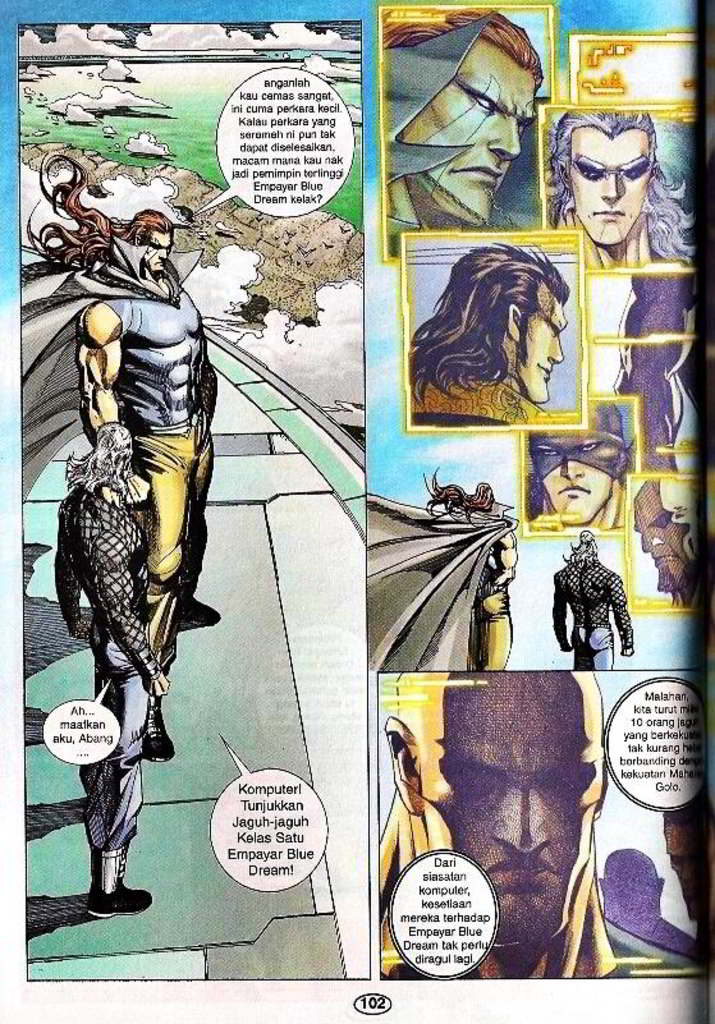 anganlah
kau cemas sangat,
ini cuma perkara kecil.
Kalau perkara yang
seremeh ni pun tak
dapat diselesaikan,
macam mana kau nak
jadi pemimpin tertinggi
Empayar Blue
Dream kelak?
Ah...
maafkan
aku, Abang
....
Komputer!
Tunjukkan
Jaguh-jaguh
Kelas Satu
Empayar Blue
Dream!
Malahan,
kita turut
10 orang
yang
tak kurang
borbanding
kekuatan
Golo.
Dari
siasatan
komputer,
kesetiaan
mereka terhadap
Empayar Blue
Dream tak perlu
diragui lagi.
102